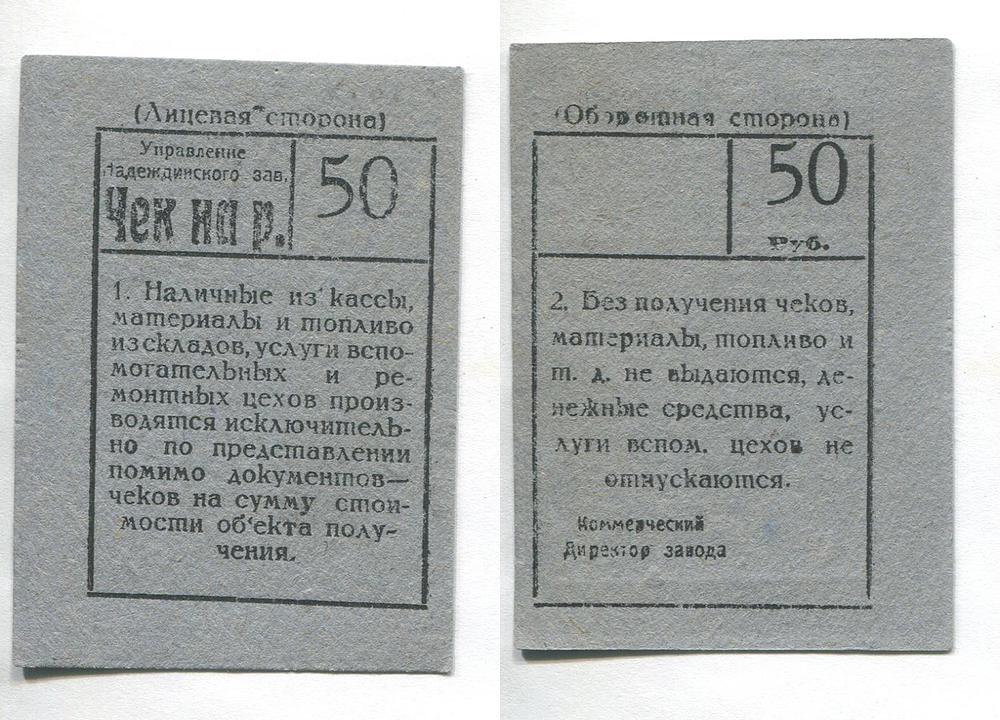 (Лицевая сторона)
Управление
Надеждинского зав.
Чек на р.
50
1. Наличные из кассы,
материалы и топливо
из складов, услуги вспо-
могательных и ре-
монтных цехов произ-
водятся исключитель-
но по представлении
помимо документов—
чеков на сумму стои-
мости об'екта полу-
чения.
(Оборотная сторона)
50
Руб.
2. Без получения чеков,
материалы, топливо и
т. д. не выдаются, де-
нежные средства, ус-
луги вспом. цехов не
отпускаются.
Коммерческий
Директор завода